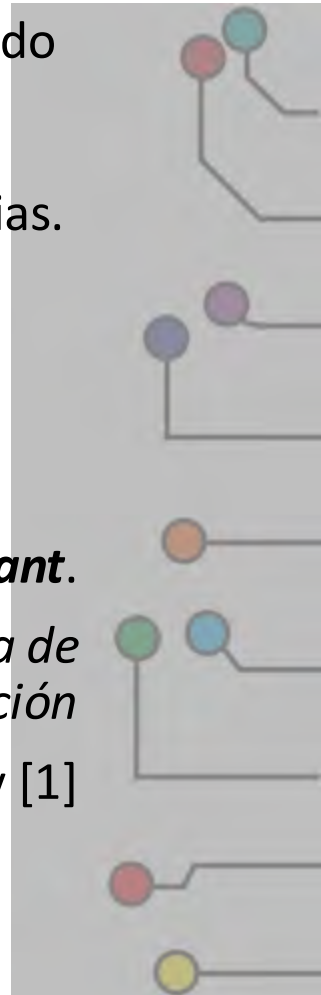 do
ias.
ant.
a de
ción
[1]